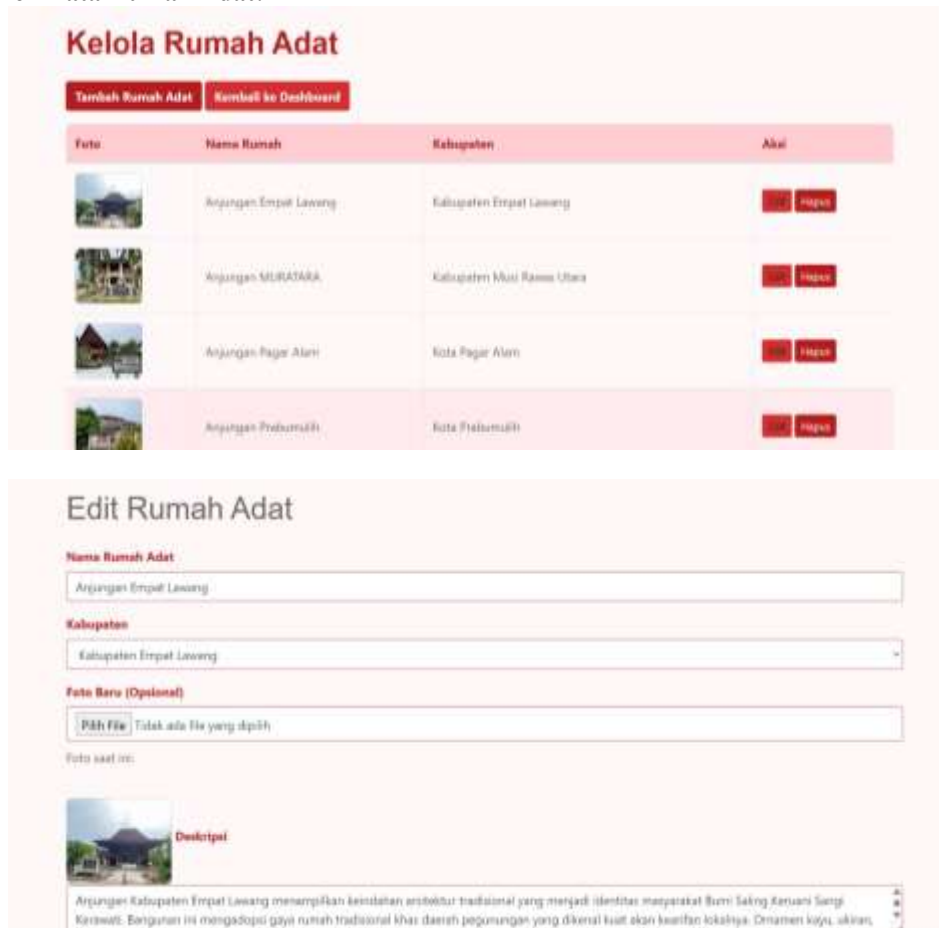 Kelola Rumah Adat
Tambah Rumah Adat Kembali ke Dashboard
Foto Nama Rumah Kabupaten Aksi
Anjungan Empat Lawang Kabupaten Empat Lawang Hapus
Anjungan MURATARA Kabupaten Musi Rawas Utara Hapus
Anjungan Pagar Alam Kota Pagar Alam Hapus
Anjungan Prabumulih Kota Prabumulih Hapus
Edit Rumah Adat
Nama Rumah Adat
Anjungan Empat Lawang
Kabupaten
Kabupaten Empat Lawang
Foto Baru (Opsional)
Pilih File Tidak ada file yang dipilih
Foto saat ini:
Deskripsi
Anjungan Kabupaten Empat Lawang menampilkan keindahan arsitektur tradisional yang menjadi identitas masyarakat Bumi Saling Keruani Sangi
Kerawati. Bangunan ini mengadopsi gaya rumah tradisional khas daerah pegunungan yang dikenal kuat akan kearifan lokalnya. Ornamen kayu, ukiran,